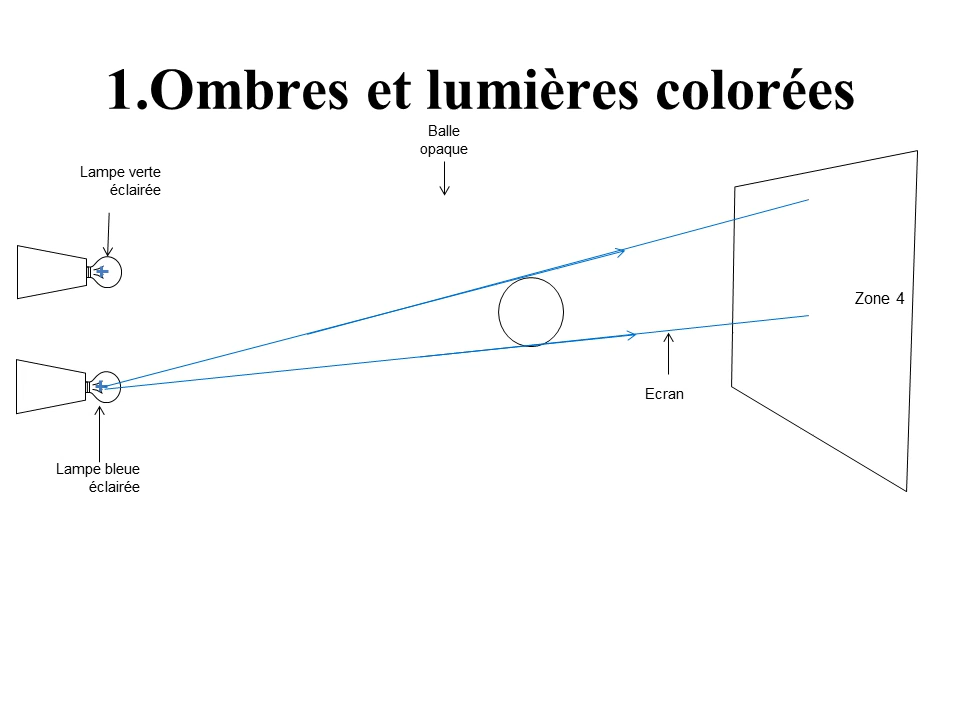 1.Ombres et lumières colorées
Balle
opaque
Lampe verte
éclairée
Zone 4
Ecran
Lampe bleue
éclairée